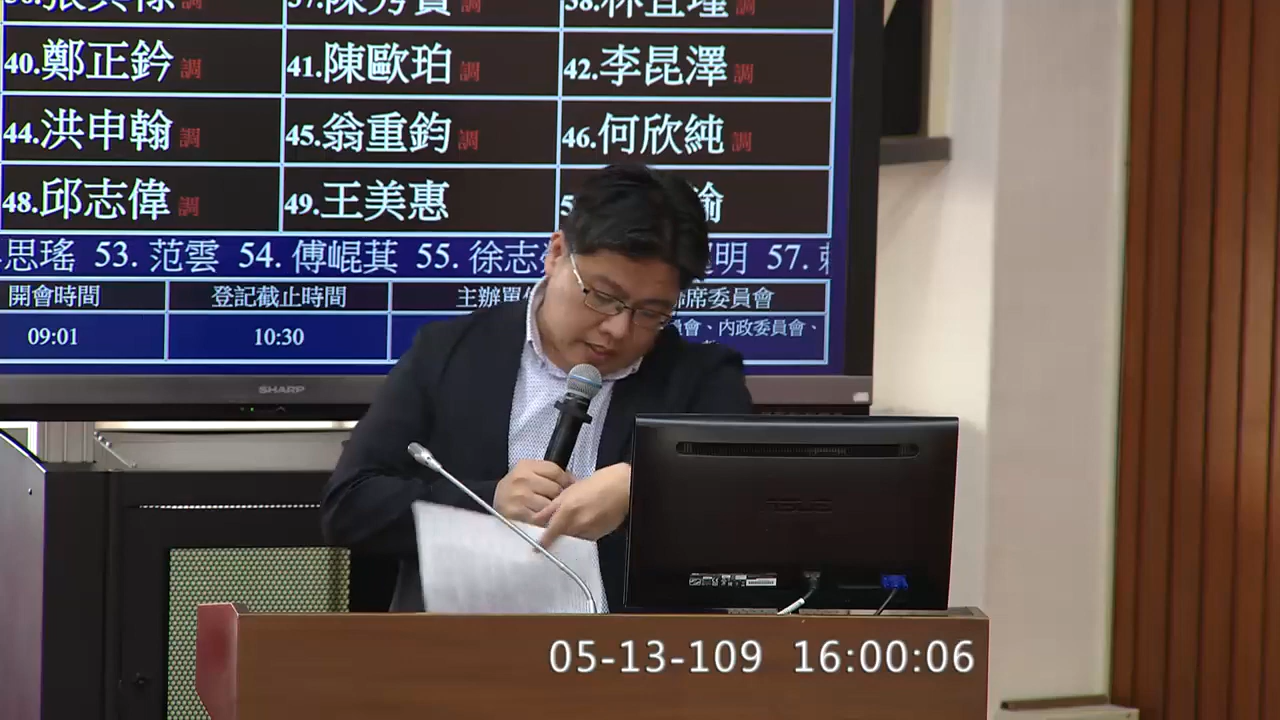 40.鄭正鈐 調 41.陳歐珀 調 42.李昆澤 調
44.洪申翰 調 45.翁重鈞 調 46.何欣純 調
48.邱志偉 調 49.王美惠
思瑤 53. 范雲 54. 傅崐萁 55. 徐志 明 57.
開會時間 登記截止時間 主辦單 席委員會
09:01 10:30 員會、內政委員會、
SHARP
ASUS
05-13-109 16:00:06